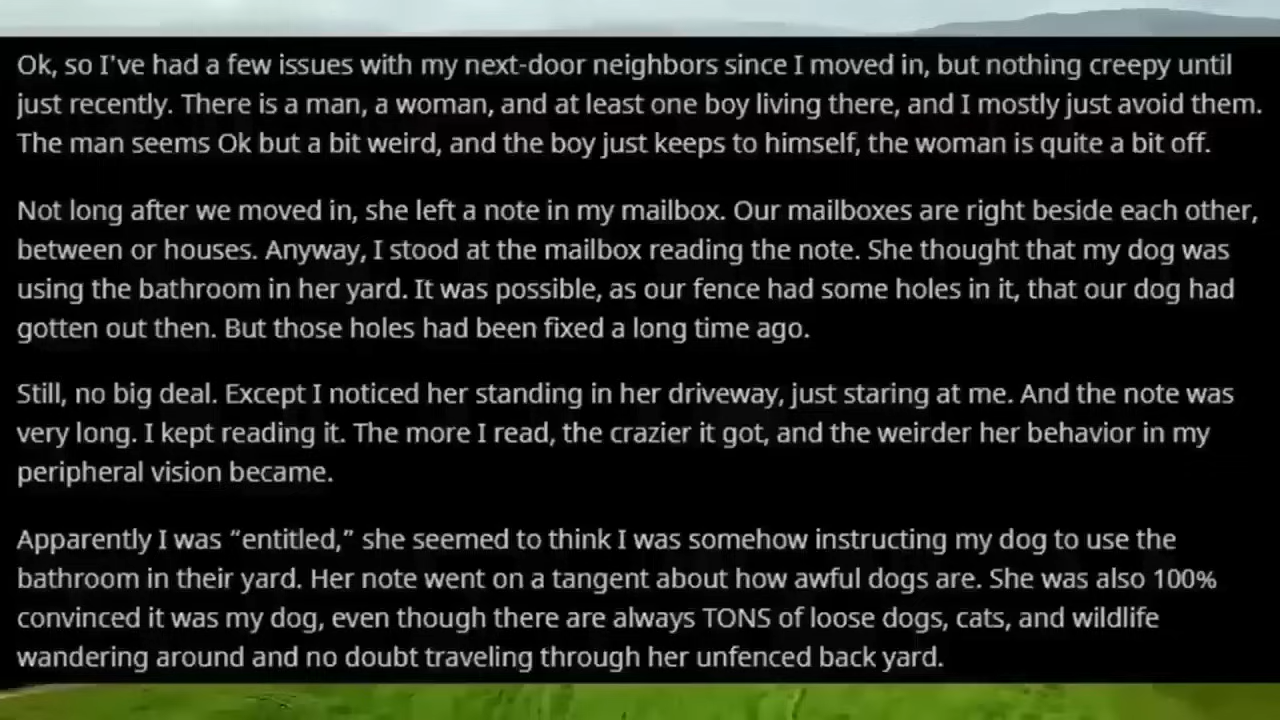 Ok, so I've had a few issues with my next-door neighbors since I moved in, but nothing creepy until
just recently. There is a man, a woman, and at least one boy living there, and I mostly just avoid them.
The man seems Ok but a bit weird, and the boy just keeps to himself, the woman is quite a bit off.
Not long after we moved in, she left a note in my mailbox. Our mailboxes are right beside each other,
between or houses. Anyway, I stood at the mailbox reading the note. She thought that my dog was
using the bathroom in her yard. It was possible, as our fence had some holes in it, that our dog had
gotten out then. But those holes had been fixed a long time ago.
Still, no big deal. Except I noticed her standing in her driveway, just staring at me. And the note was
very long. I kept reading it. The more I read, the crazier it got, and the weirder her behavior in my
peripheral vision became.
Apparently I was “entitled,” she seemed to think I was somehow instructing my dog to use the
bathroom in their yard. Her note went on a tangent about how awful dogs are. She was also 100%
convinced it was my dog, even though there are always TONS of loose dogs, cats, and wildlife
wandering around and no doubt traveling through her unfenced back yard.